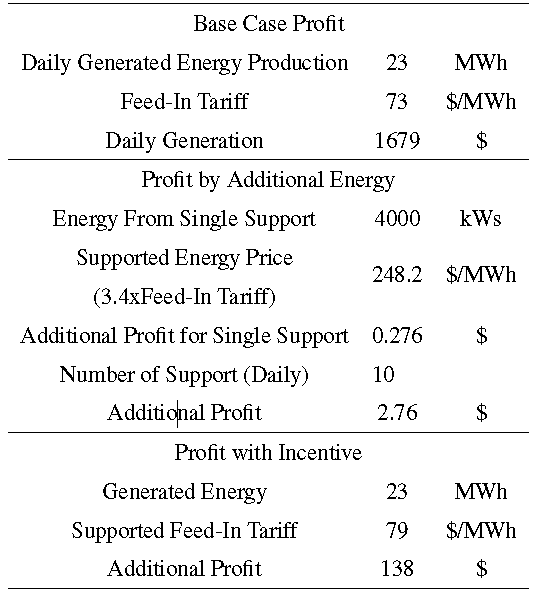 Base Case Profit
Daily Generated Energy Production 23 MWh
Feed-In Tariff 73 $/MWh
Daily Generation 1679 $
Profit by Additional Energy
Energy From Single Support 4000 kWs
Supported Energy Price
(3.4xFeed-In Tariff) 248.2 $/MWh
Additional Profit for Single Support 0.276 $
Number of Support (Daily) 10
Additional Profit 2.76 $
Profit with Incentive
Generated Energy 23 MWh
Supported Feed-In Tariff 79 $/MWh
Additional Profit 138 $